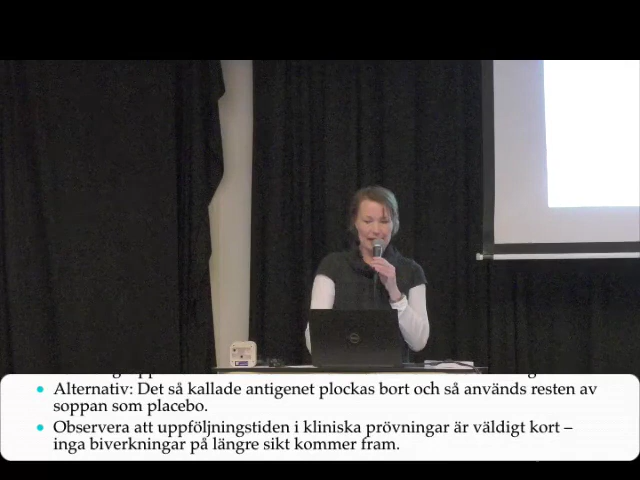 Alternativ: Det så kallade antigenet plockas bort och så används resten av
soppan som placebo.
Observera att uppföljningstiden i kliniska prövningar är väldigt kort –
inga biverkningar på längre sikt kommer fram.